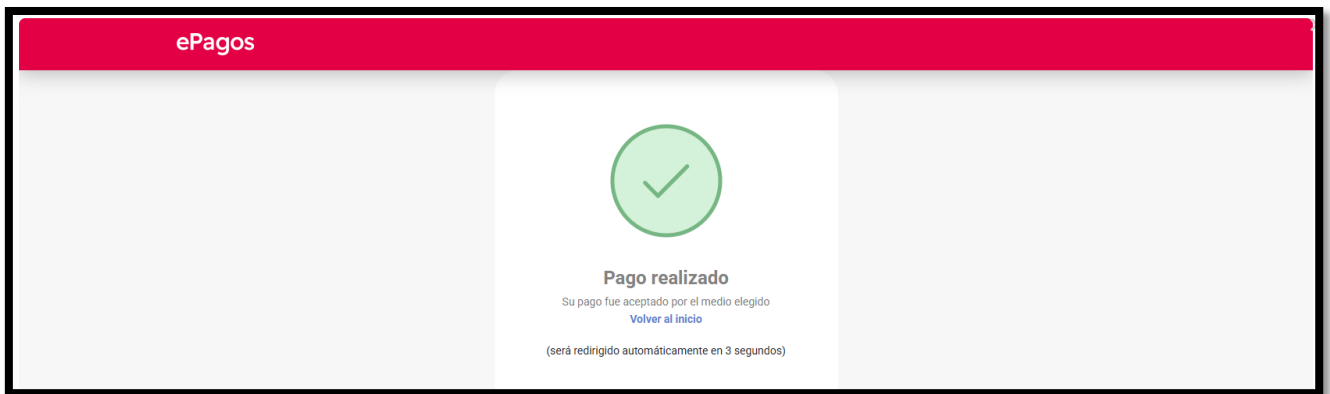 ePagos
Pago realizado
Su pago fue aceptado por el medio elegido
Volver al inicio
(será redirigido automáticamente en 3 segundos)